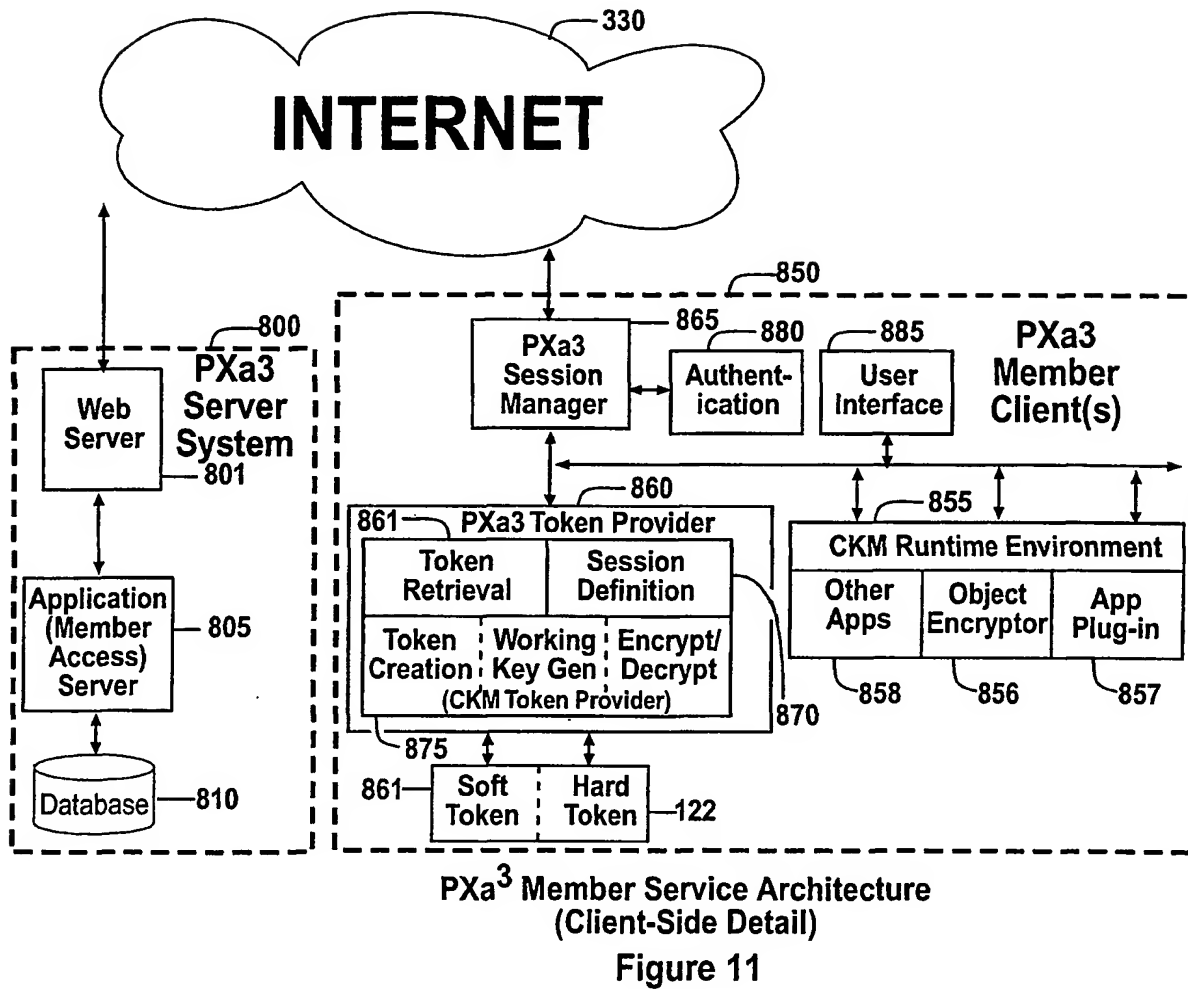 330
INTERNET
850
800
PXa3
Server
System
Web
Server
801
Application
(Member
Access)
Server
805
Database
810
865
PXa3
Session
Manager
880
Authent-
ication
885
User
Interface
PXa3
Member
Client(s)
860
861
PXa3 Token Provider
Token
Retrieval
Session
Definition
Token
Creation
Working
Key Gen
Encrypt/
Decrypt
(CKM Token Provider)
870
875
861
Soft
Token
Hard
Token
122
855
CKM Runtime Environment
Other
Apps
Object
Encryptor
App
Plug-in
858
856
857
PXa³ Member Service Architecture
(Client-Side Detail)
Figure 11